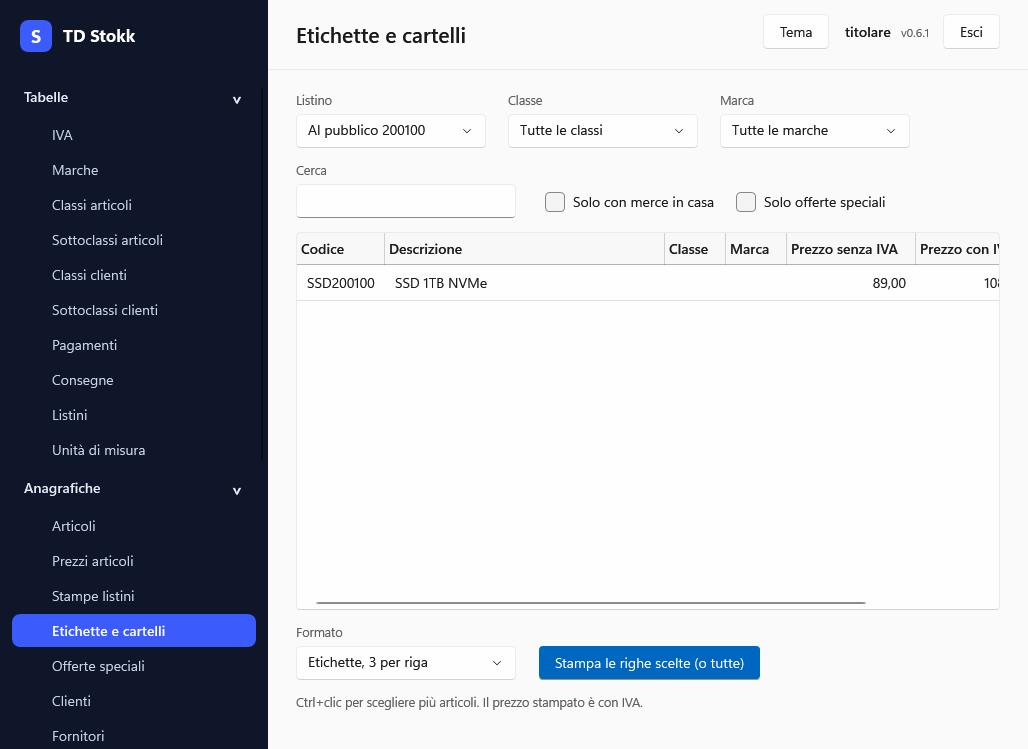 S TD Stokk
Tabelle v
IVA
Marche
Classi articoli
Sottoclassi articoli
Classi clienti
Sottoclassi clienti
Pagamenti
Consegne
Listini
Unità di misura
Anagrafiche v
Articoli
Prezzi articoli
Stampe listini
Etichette e cartelli
Offerte speciali
Clienti
Fornitori
Etichette e cartelli Tema titolare v0.6.1 Esci
Listino Classe Marca
Al pubblico 200100 Tutte le classi Tutte le marche
Cerca
Solo con merce in casa Solo offerte speciali
Codice Descrizione Classe Marca Prezzo senza IVA Prezzo con
SSD200100 SSD 1TB NVMe 89,00
Formato
Etichette, 3 per riga Stampa le righe scelte (o tutte)
Ctrl+clic per scegliere più articoli. Il prezzo stampato è con IVA.